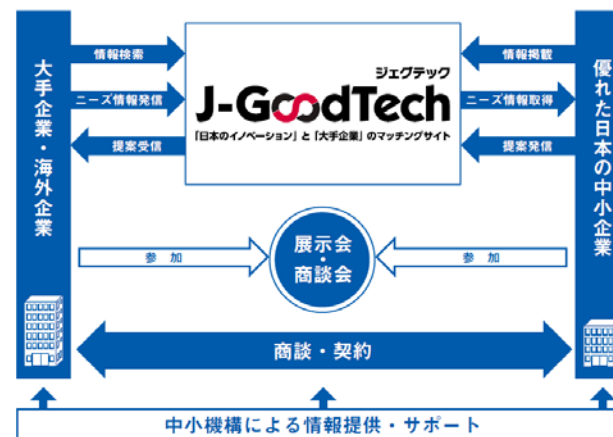 大手企業・海外企業
情報検索
ニーズ情報発信
提案受信
ジェグテック
J-GoodTech
「日本のイノベーション」と「大手企業」のマッチングサイト
情報掲載
ニーズ情報取得
提案発信
優れた日本の中小企業
参加
展示会
・
商談会
参加
商談・契約
中小機構による情報提供・サポート